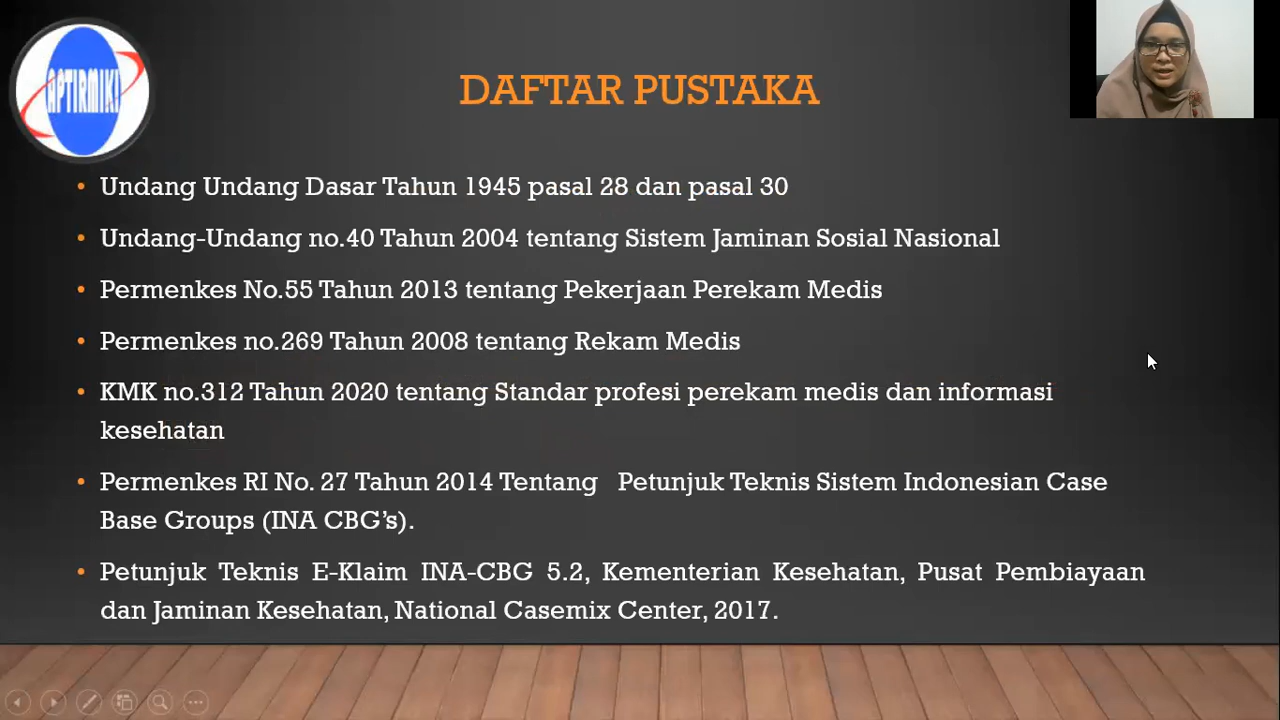 APTIRMIKI
DAFTAR PUSTAKA
• Undang Undang Dasar Tahun 1945 pasal 28 dan pasal 30
• Undang-Undang no.40 Tahun 2004 tentang Sistem Jaminan Sosial Nasional
• Permenkes No.55 Tahun 2013 tentang Pekerjaan Perekam Medis
• Permenkes no.269 Tahun 2008 tentang Rekam Medis
• KMK no.312 Tahun 2020 tentang Standar profesi perekam medis dan informasi
kesehatan
• Permenkes RI No. 27 Tahun 2014 Tentang Petunjuk Teknis Sistem Indonesian Case
Base Groups (INA CBG’s).
• Petunjuk Teknis E-Klaim INA-CBG 5.2, Kementerian Kesehatan, Pusat Pembiayaan
dan Jaminan Kesehatan, National Casemix Center, 2017.